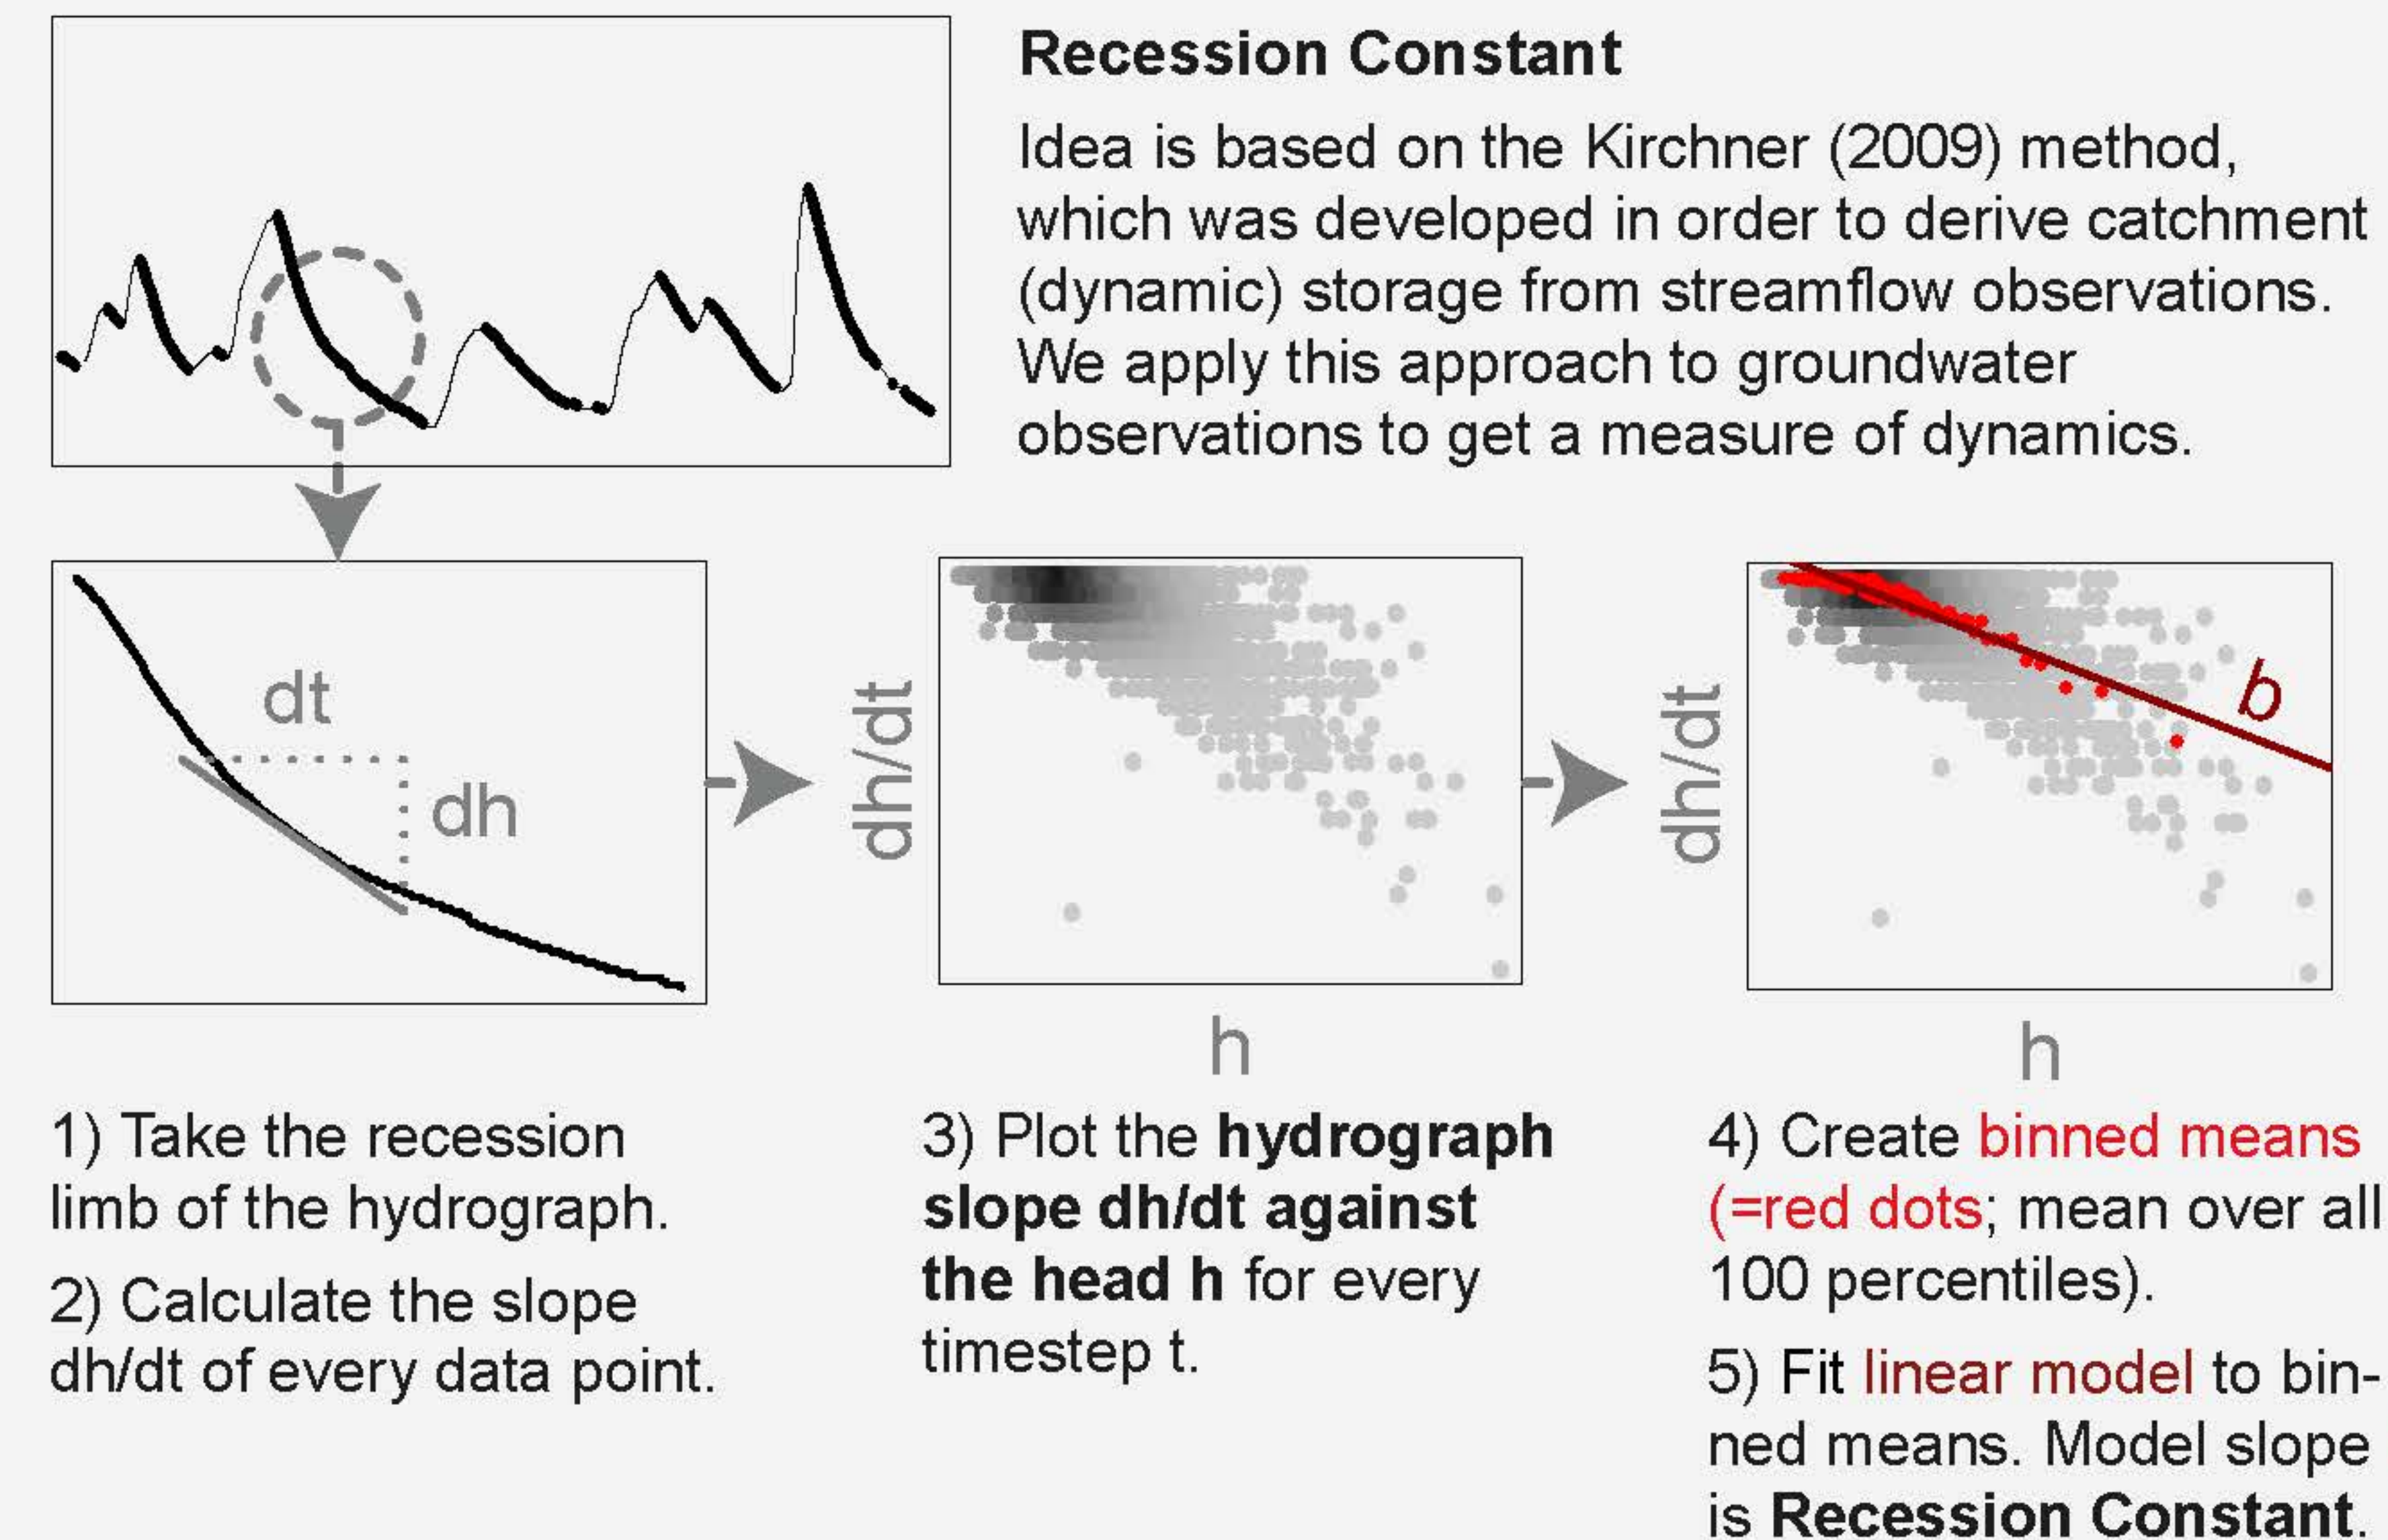 Recession Constant
Idea is based on the Kirchner (2009) method,
which was developed in order to derive catchment
(dynamic) storage from streamflow observations.
We apply this approach to groundwater
observations to get a measure of dynamics.
dt
dh
dh/dt
h
dh/dt
b
h
1) Take the recession
limb of the hydrograph.
2) Calculate the slope
dh/dt of every data point.
3) Plot the hydrograph
slope dh/dt against
the head h for every
timestep t.
4) Create binned means
(=red dots; mean over all
100 percentiles).
5) Fit linear model to bin-
ned means. Model slope
is Recession Constant.